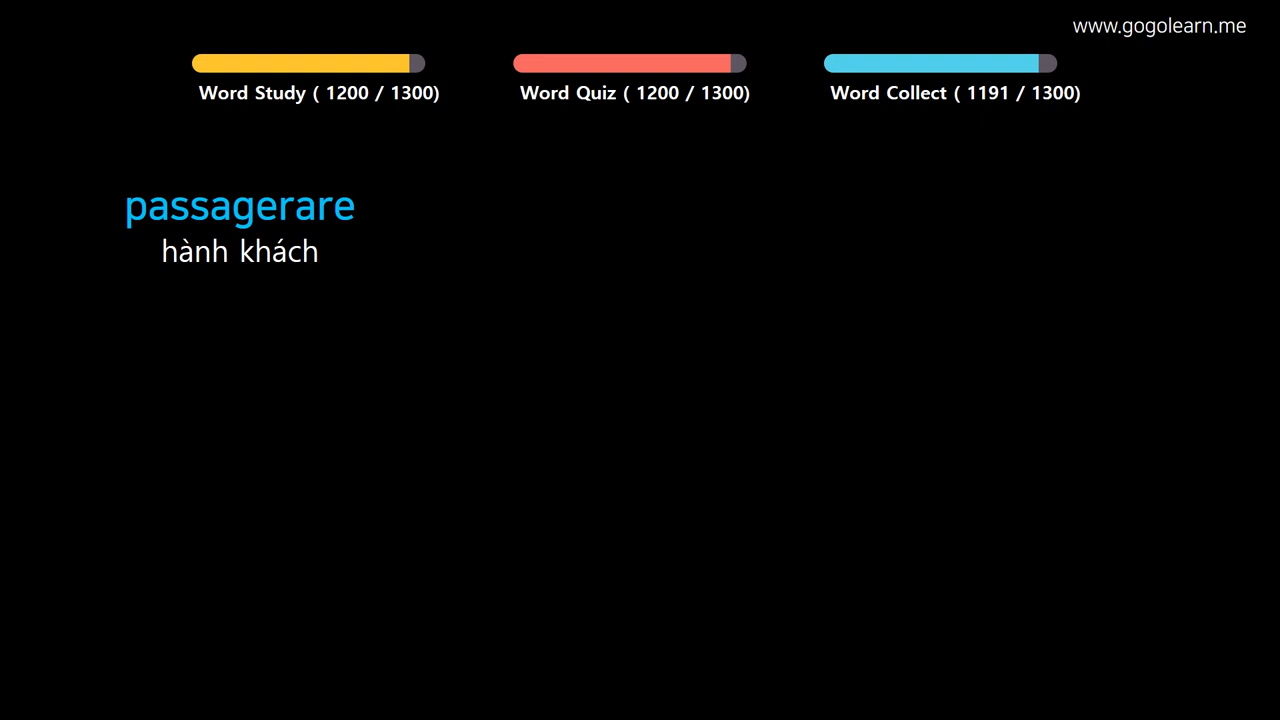 www.gogolearn.me
Word Study ( 1200 / 1300)
Word Quiz ( 1200 / 1300)
Word Collect ( 1191 / 1300)
passagerare
hành khách